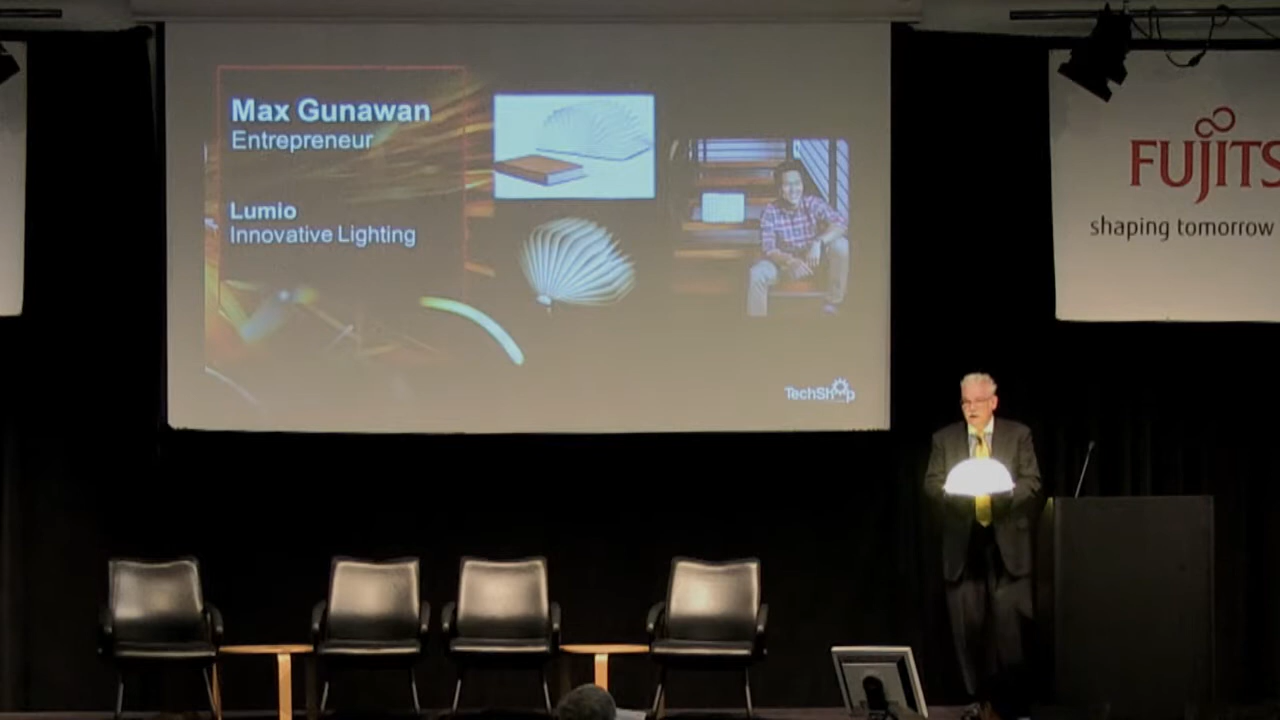 Max Gunawan
Entrepreneur
Lumio
Innovative Lighting
TechShop
FUJITS
shaping tomorrow